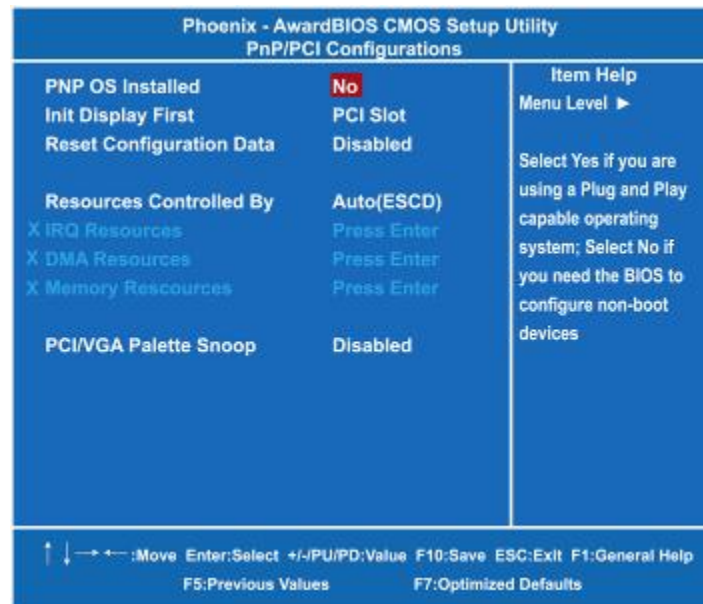 Phoenix - AwardBIOS CMOS Setup Utility
PnP/PCI Configurations
PNP OS Installed No
Init Display First PCI Slot
Reset Configuration Data Disabled
Resources Controlled By Auto(ESCD)
X IRQ Resources Press Enter
X DMA Resources Press Enter
X Memory Rescources Press Enter
PCI/VGA Palette Snoop Disabled
Item Help
Menu Level ►
Select Yes if you are
using a Plug and Play
capable operating
system; Select No if
you need the BIOS to
configure non-boot
devices
↑ ↓ → ← :Move Enter:Select +/-/PU/PD:Value F10:Save ESC:Exit F1:General Help
F5:Previous Values F7:Optimized Defaults